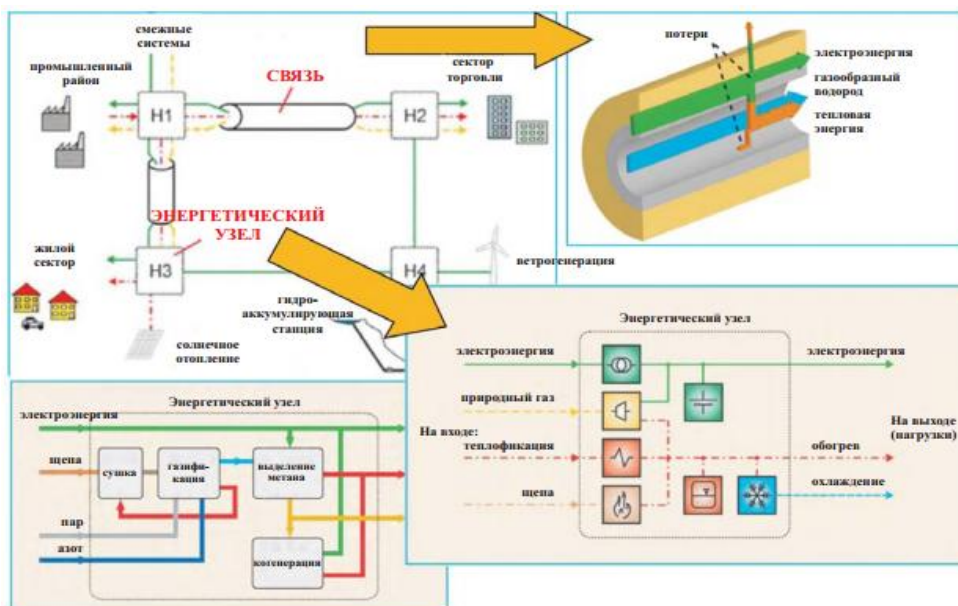 смежные
системы
промышленный
район
СВЯЗЬ
сектор
торговли
H1
H2
ЭНЕРГЕТИЧЕСКИЙ
УЗЕЛ
жилой
сектор
H3
H4
ветрогенерация
гидро-
аккумулирующая
станция
солнечное
отопление
потери
электроэнергия
газообразный
водород
тепловая
энергия
Энергетический узел
электроэнергия
щепа
сушка
газифи-
кация
выделение
метана
пар
азот
когенерация
Энергетический узел
электроэнергия
электроэнергия
природный газ
На входе:
На выходе
(нагрузки)
теплофикация
обогрев
охлаждение
щепа